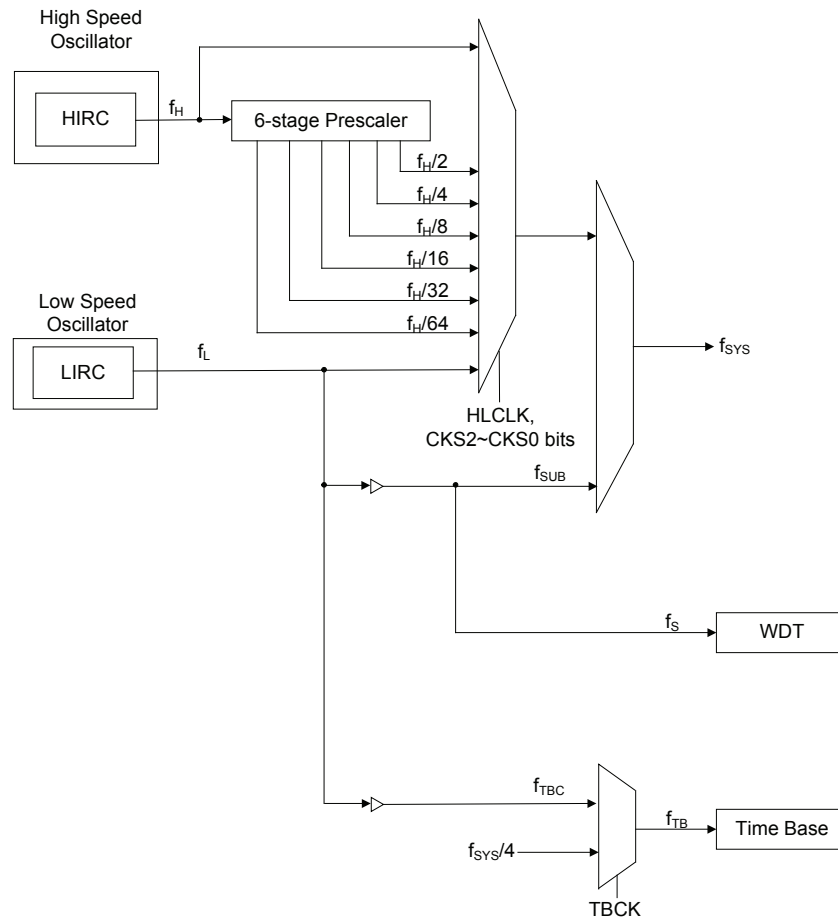 High Speed
Oscillator
HIRC
fH
6-stage Prescaler
fH/2
fH/4
fH/8
fH/16
fH/32
fH/64
Low Speed
Oscillator
LIRC
fL
HLCLK,
CKS2~CKS0 bits
fSYS
fSUB
fS
WDT
fTBC
fSYS/4
fTB
Time Base
TBCK